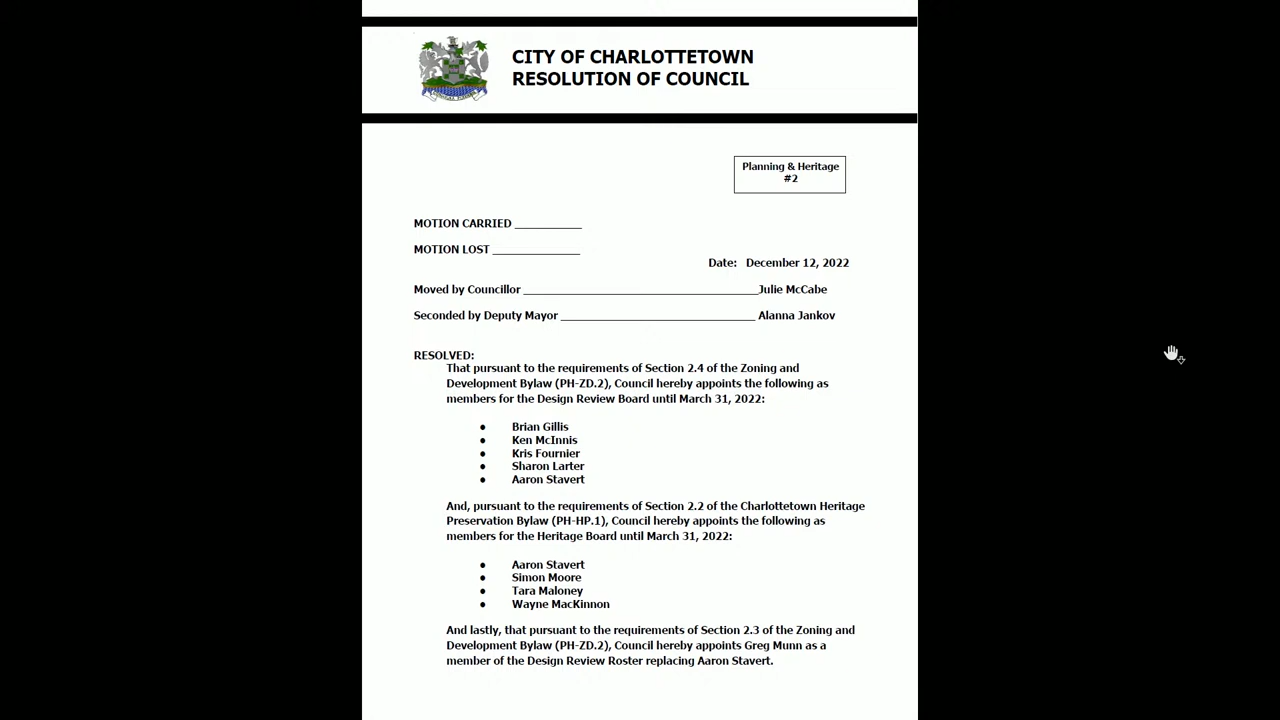 CITY OF CHARLOTTETOWN
RESOLUTION OF COUNCIL
Planning & Heritage
#2
MOTION CARRIED ___________
MOTION LOST ______________
Date: December 12, 2022
Moved by Councillor ______________________________________Julie McCabe
Seconded by Deputy Mayor ________________________________ Alanna Jankov
RESOLVED:
That pursuant to the requirements of Section 2.4 of the Zoning and
Development Bylaw (PH-ZD.2), Council hereby appoints the following as
members for the Design Review Board until March 31, 2022:
● Brian Gillis
● Ken McInnis
● Kris Fournier
● Sharon Larter
● Aaron Stavert
And, pursuant to the requirements of Section 2.2 of the Charlottetown Heritage
Preservation Bylaw (PH-HP.1), Council hereby appoints the following as
members for the Heritage Board until March 31, 2022:
● Aaron Stavert
● Simon Moore
● Tara Maloney
● Wayne MacKinnon
And lastly, that pursuant to the requirements of Section 2.3 of the Zoning and
Development Bylaw (PH-ZD.2), Council hereby appoints Greg Munn as a
member of the Design Review Roster replacing Aaron Stavert.